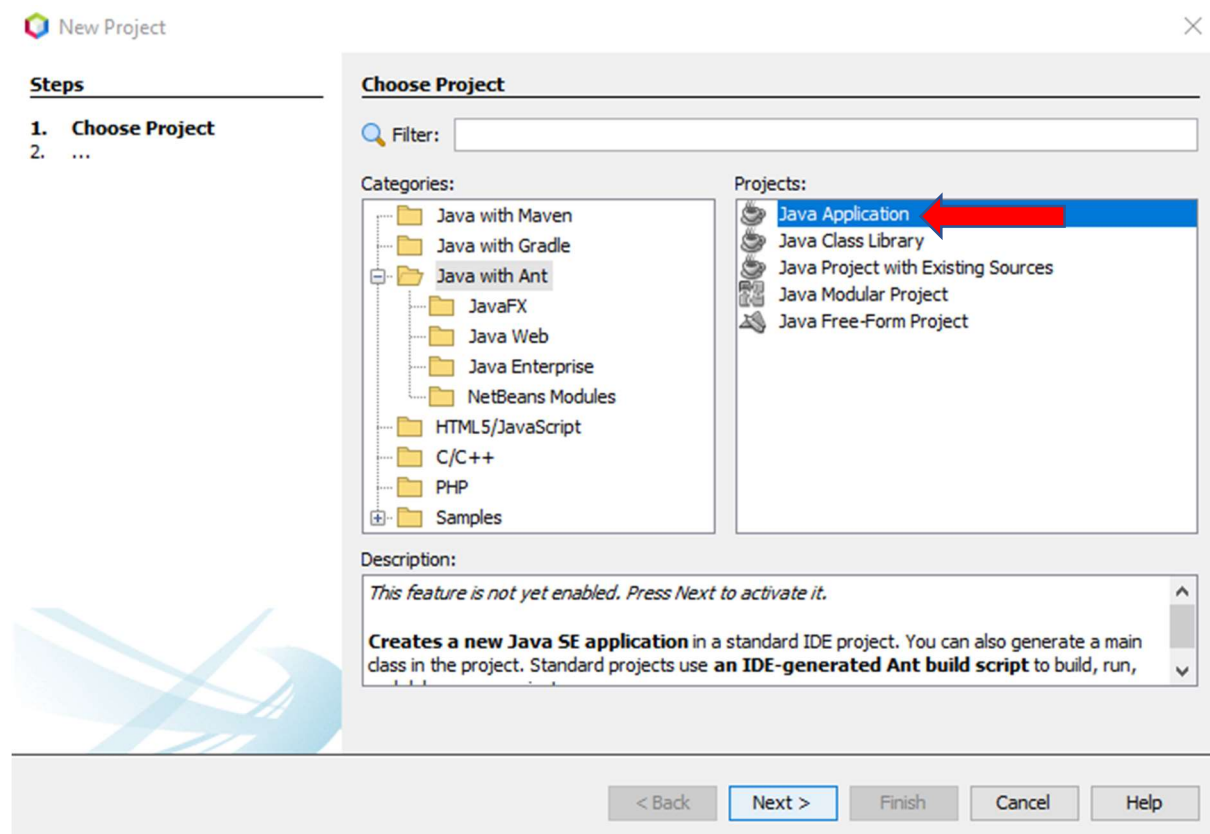 New Project
Steps
1. Choose Project
2. ...
Choose Project
Filter:
Categories:
Java with Maven
Java with Gradle
Java with Ant
JavaFX
Java Web
Java Enterprise
NetBeans Modules
HTML5/JavaScript
C/C++
PHP
Samples
Projects:
Java Application
Java Class Library
Java Project with Existing Sources
Java Modular Project
Java Free-Form Project
Description:
This feature is not yet enabled. Press Next to activate it.
Creates a new Java SE application in a standard IDE project. You can also generate a main
class in the project. Standard projects use an IDE-generated Ant build script to build, run,
< Back
Next >
Finish
Cancel
Help